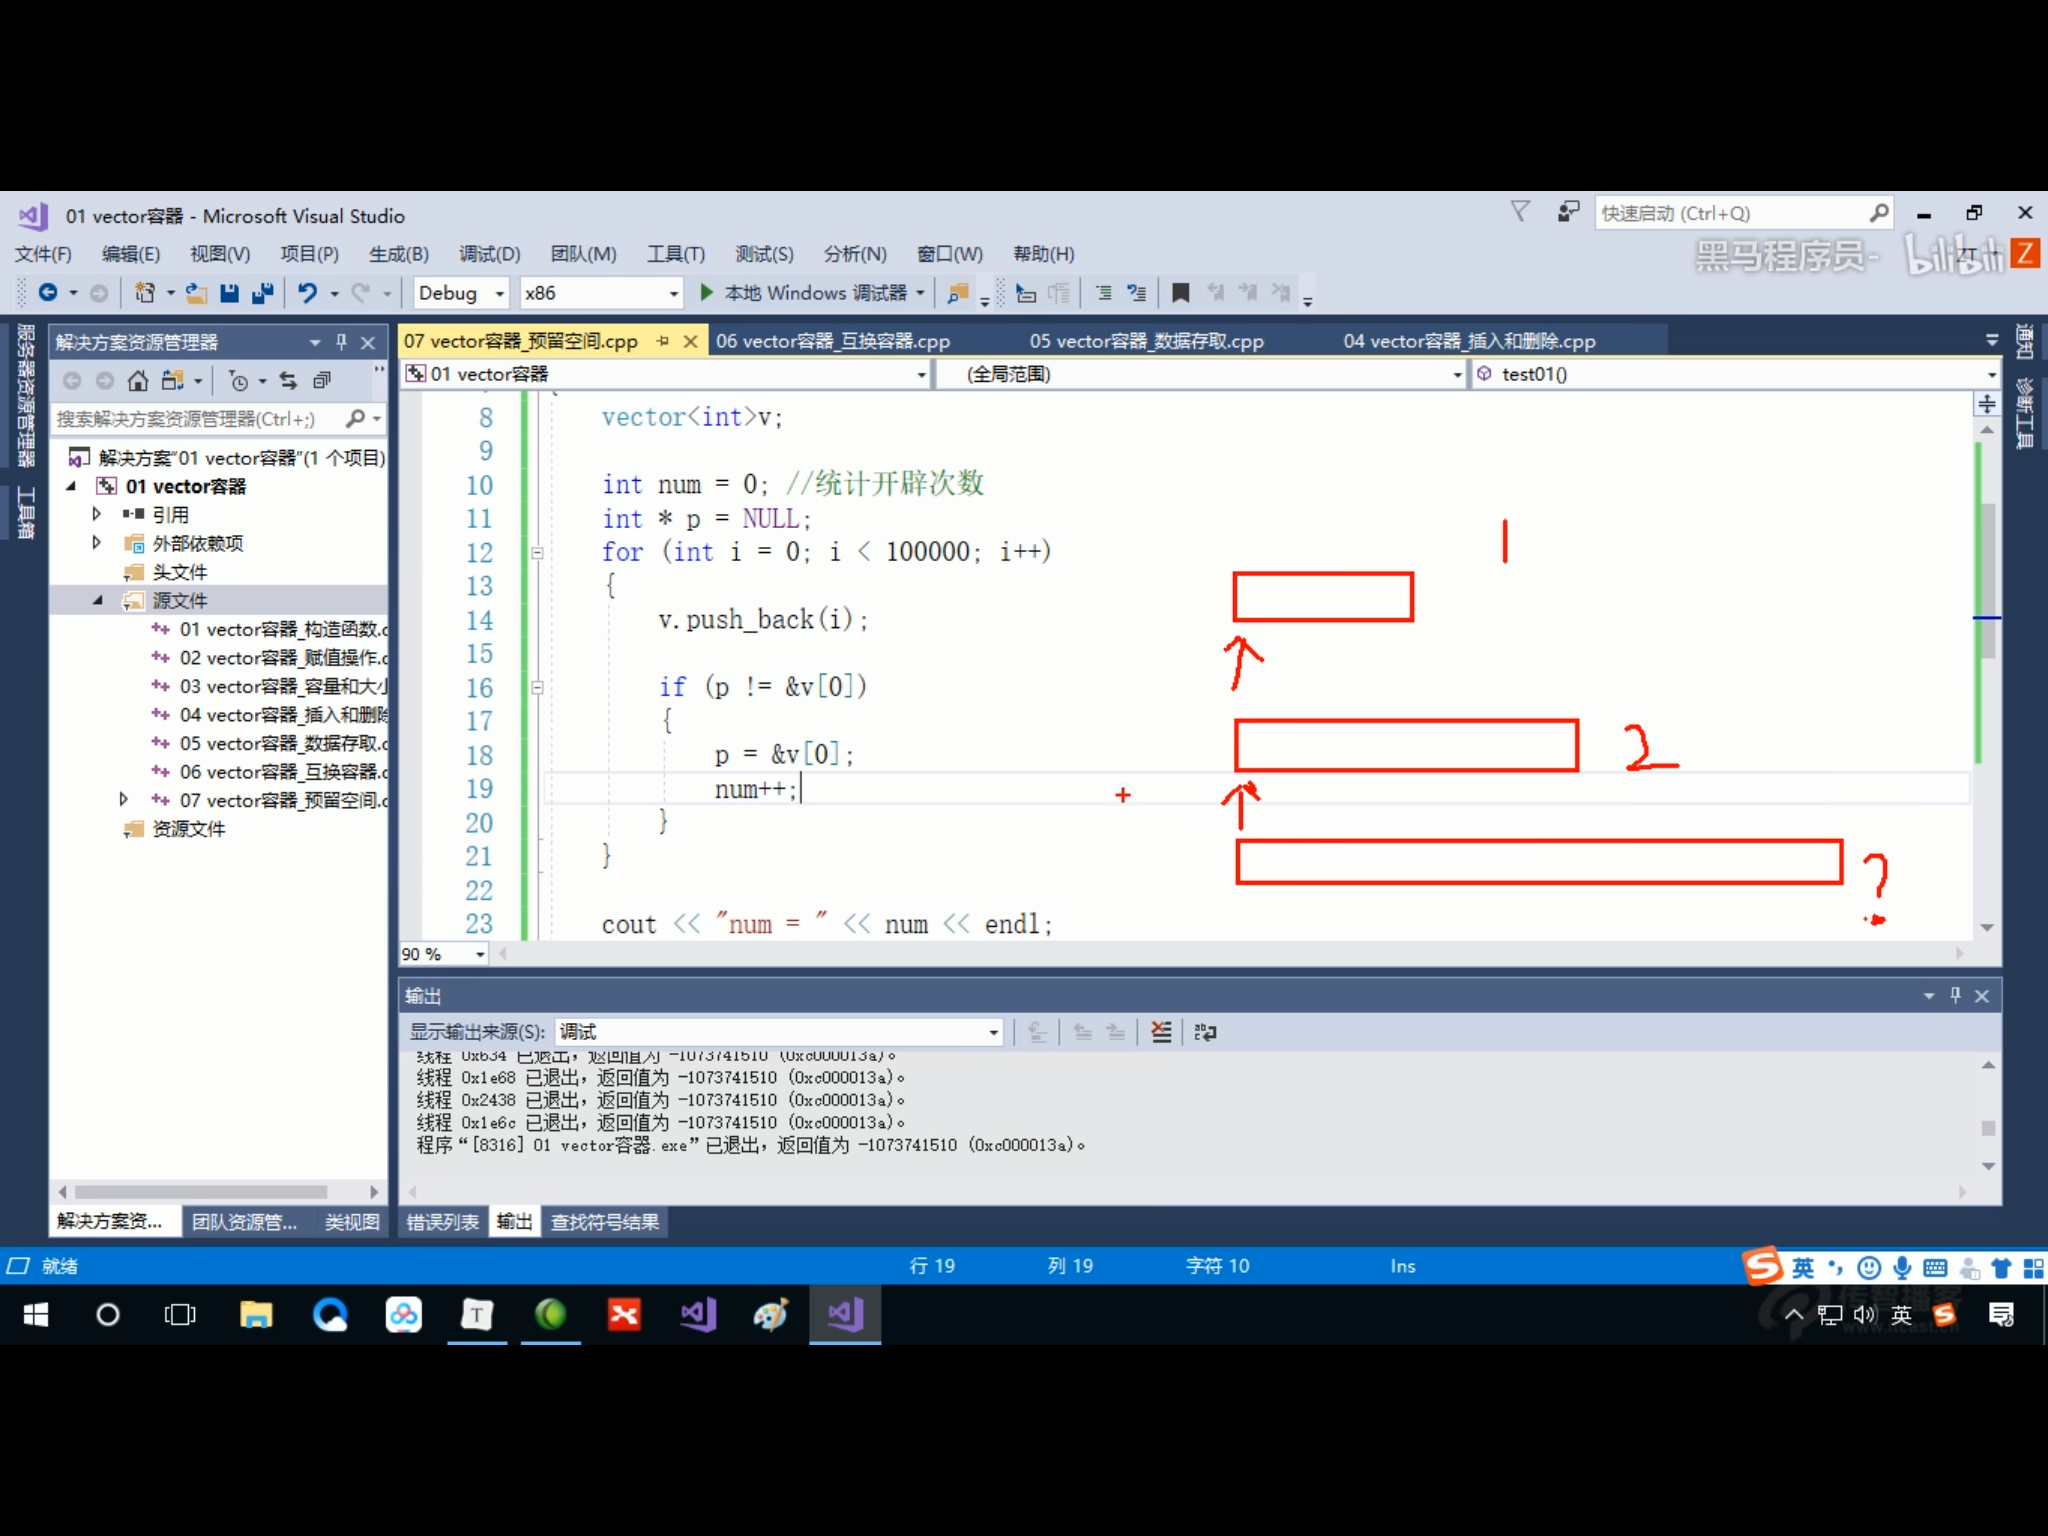 01 vector容器 - Microsoft Visual Studio
快速启动 (Ctrl+Q)
文件(F) 编辑(E) 视图(V) 项目(P) 生成(B) 调试(D) 团队(M) 工具(T) 测试(S) 分析(N) 窗口(W) 帮助(H)
黑马程序员- bilibili
Z
Debug x86 本地 Windows 调试器
服务器资源管理器
工具箱
解决方案资源管理器
搜索解决方案资源管理器(Ctrl+;)
解决方案"01 vector容器"(1 个项目)
01 vector容器
引用
外部依赖项
头文件
源文件
01 vector容器_构造函数.c
02 vector容器_赋值操作.c
03 vector容器_容量和大小
04 vector容器_插入和删除
05 vector容器_数据存取.c
06 vector容器_互换容器.c
07 vector容器_预留空间.c
资源文件
解决方案资... 团队资源管... 类视图
07 vector容器_预留空间.cpp 06 vector容器_互换容器.cpp 05 vector容器_数据存取.cpp 04 vector容器_插入和删除.cpp
01 vector容器 (全局范围) test01()
8 vector<int>v;
9
10 int num = 0; //统计开辟次数
11 int * p = NULL;
12 for (int i = 0; i < 100000; i++)
13 {
14 v.push_back(i);
15
16 if (p != &v[0])
17 {
18 p = &v[0];
19 num++;
20 }
21 }
22
23 cout << "num = " << num << endl;
1
2
?
90 %
输出
显示输出来源(S): 调试
线程 0x634 已退出，返回值为 -1073741510 (0xc000013a)。
线程 0x1e68 已退出，返回值为 -1073741510 (0xc000013a)。
线程 0x2438 已退出，返回值为 -1073741510 (0xc000013a)。
线程 0x1e6c 已退出，返回值为 -1073741510 (0xc000013a)。
程序“[8316] 01 vector容器.exe”已退出，返回值为 -1073741510 (0xc000013a)。
错误列表 输出 查找符号结果
通知
诊断工具
就绪 行 19 列 19 字符 10 Ins
英
传智播客
www.itcast.cn
英